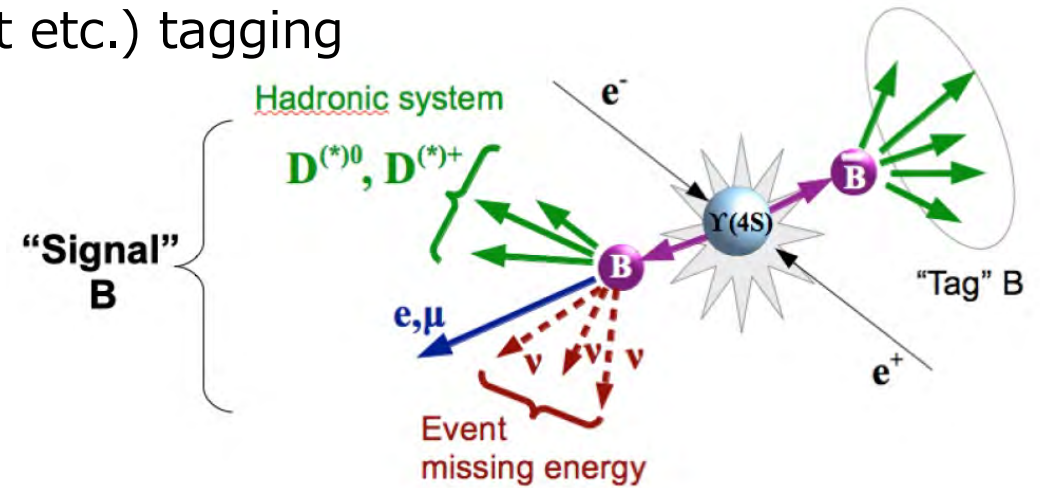 t etc.) tagging
Hadronic system
e-
D(*)0, D(*)+
B̅
ϒ(4S)
“Signal”
B
B
“Tag” B
e,μ
ν ν ν
e+
Event
missing energy